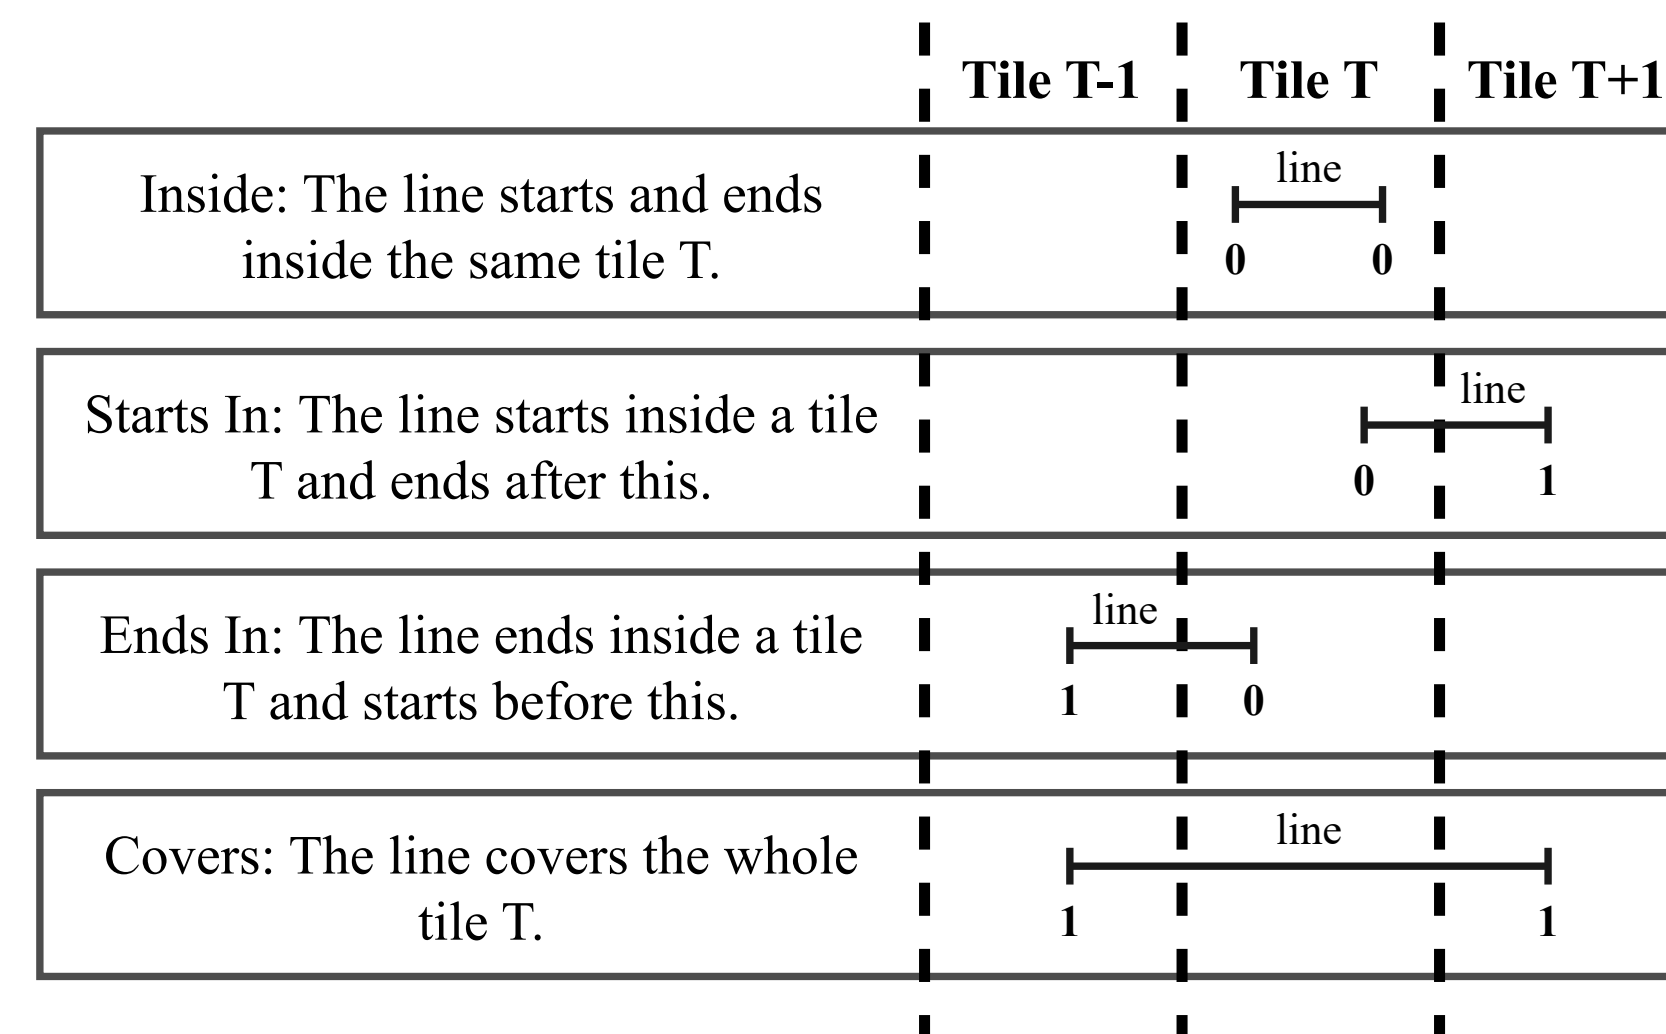 Tile T-1 Tile T Tile T+1
Inside: The line starts and ends
inside the same tile T.
line
0 0
Starts In: The line starts inside a tile
T and ends after this.
line
0 1
Ends In: The line ends inside a tile
T and starts before this.
line
1 0
Covers: The line covers the whole
tile T.
line
1 1